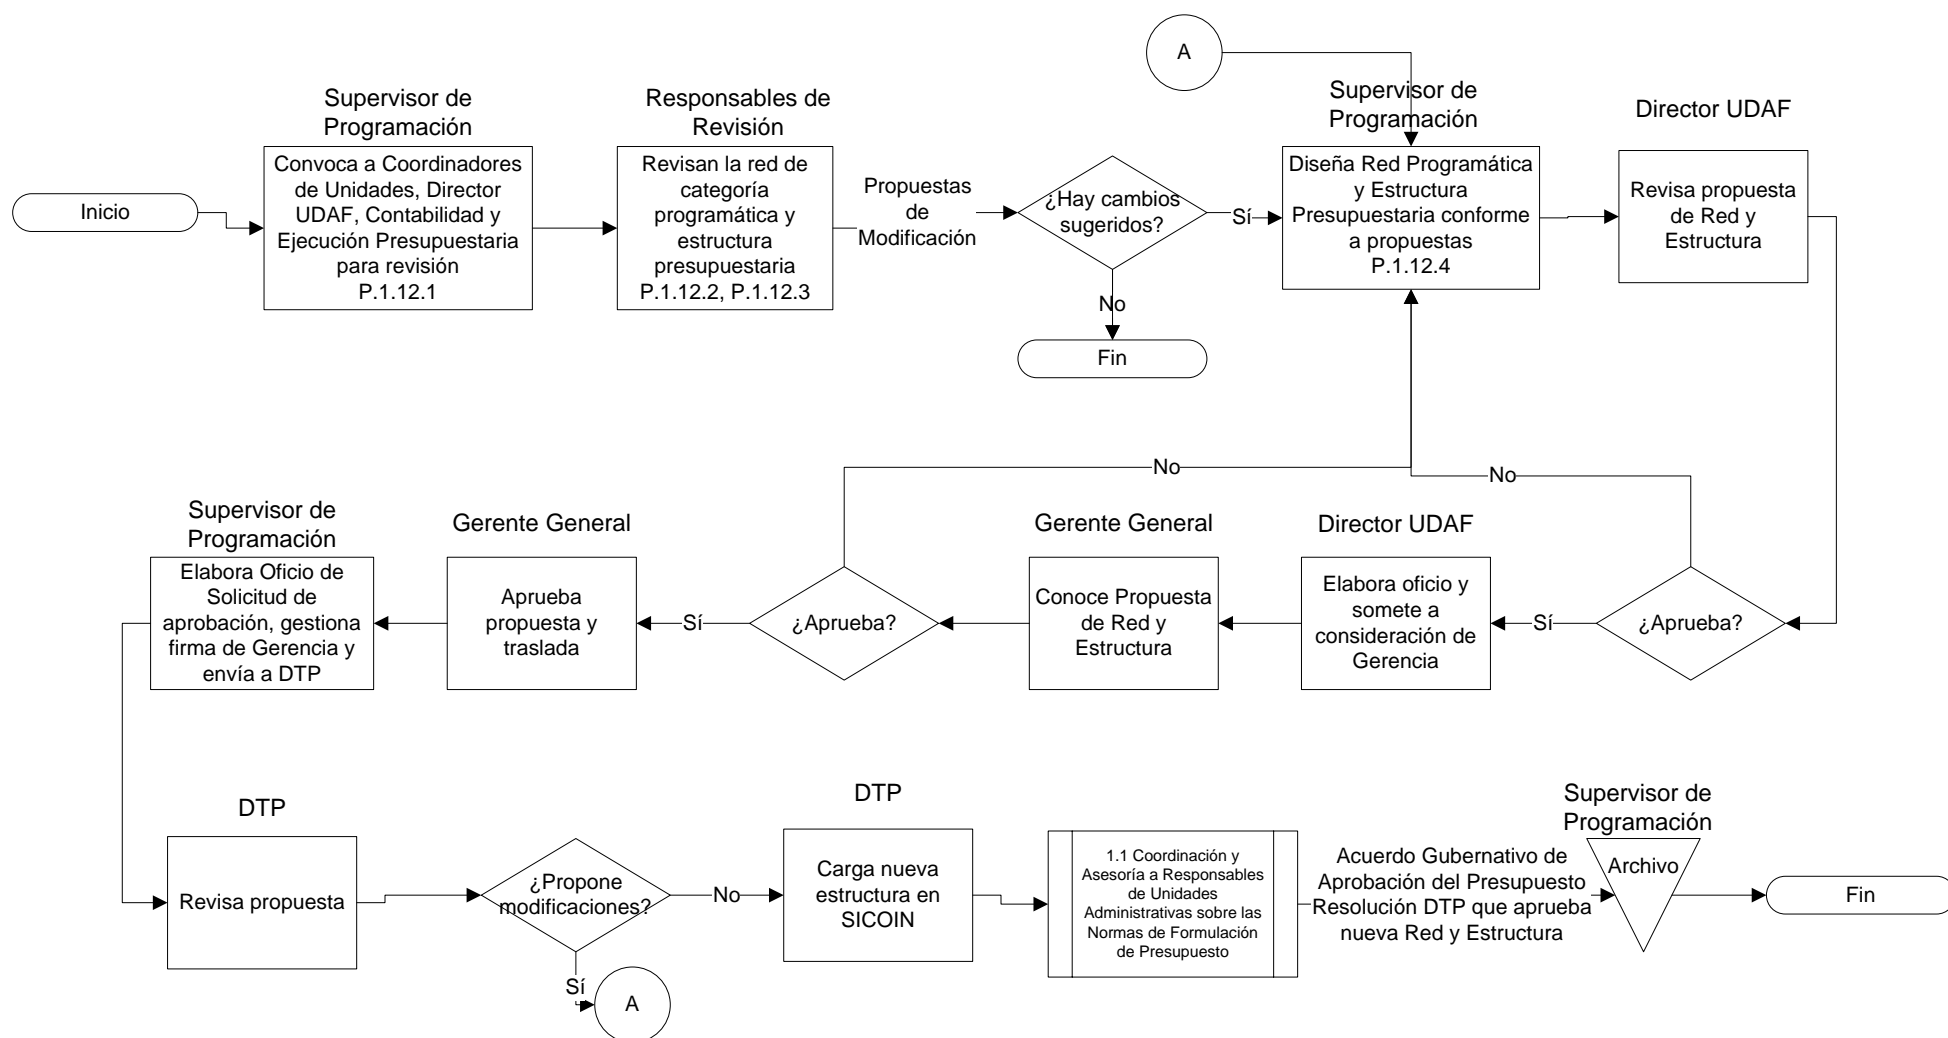 A
Supervisor de
Programación
Responsables de
Revisión
Supervisor de
Programación
Director UDAF
Inicio
Convoca a Coordinadores
de Unidades, Director
UDAF, Contabilidad y
Ejecución Presupuestaria
para revisión
P.1.12.1
Revisan la red de
categoría
programática y
estructura
presupuestaria
P.1.12.2, P.1.12.3
Propuestas
de
Modificación
¿Hay cambios
sugeridos?
Sí
No
Fin
Diseña Red Programática
y Estructura
Presupuestaria conforme
a propuestas
P.1.12.4
Revisa propuesta
de Red y
Estructura
No
No
Supervisor de
Programación
Gerente General
Gerente General
Director UDAF
Elabora Oficio de
Solicitud de
aprobación, gestiona
firma de Gerencia y
envía a DTP
Aprueba
propuesta y
traslada
Sí
¿Aprueba?
Conoce Propuesta
de Red y
Estructura
Elabora oficio y
somete a
consideración de
Gerencia
Sí
¿Aprueba?
DTP
DTP
Supervisor de
Programación
Revisa propuesta
¿Propone
modificaciones?
No
Sí
A
Carga nueva
estructura en
SICOIN
1.1 Coordinación y
Asesoría a Responsables
de Unidades
Administrativas sobre las
Normas de Formulación
de Presupuesto
Acuerdo Gubernativo de
Aprobación del Presupuesto
Resolución DTP que aprueba
nueva Red y Estructura
Archivo
Fin